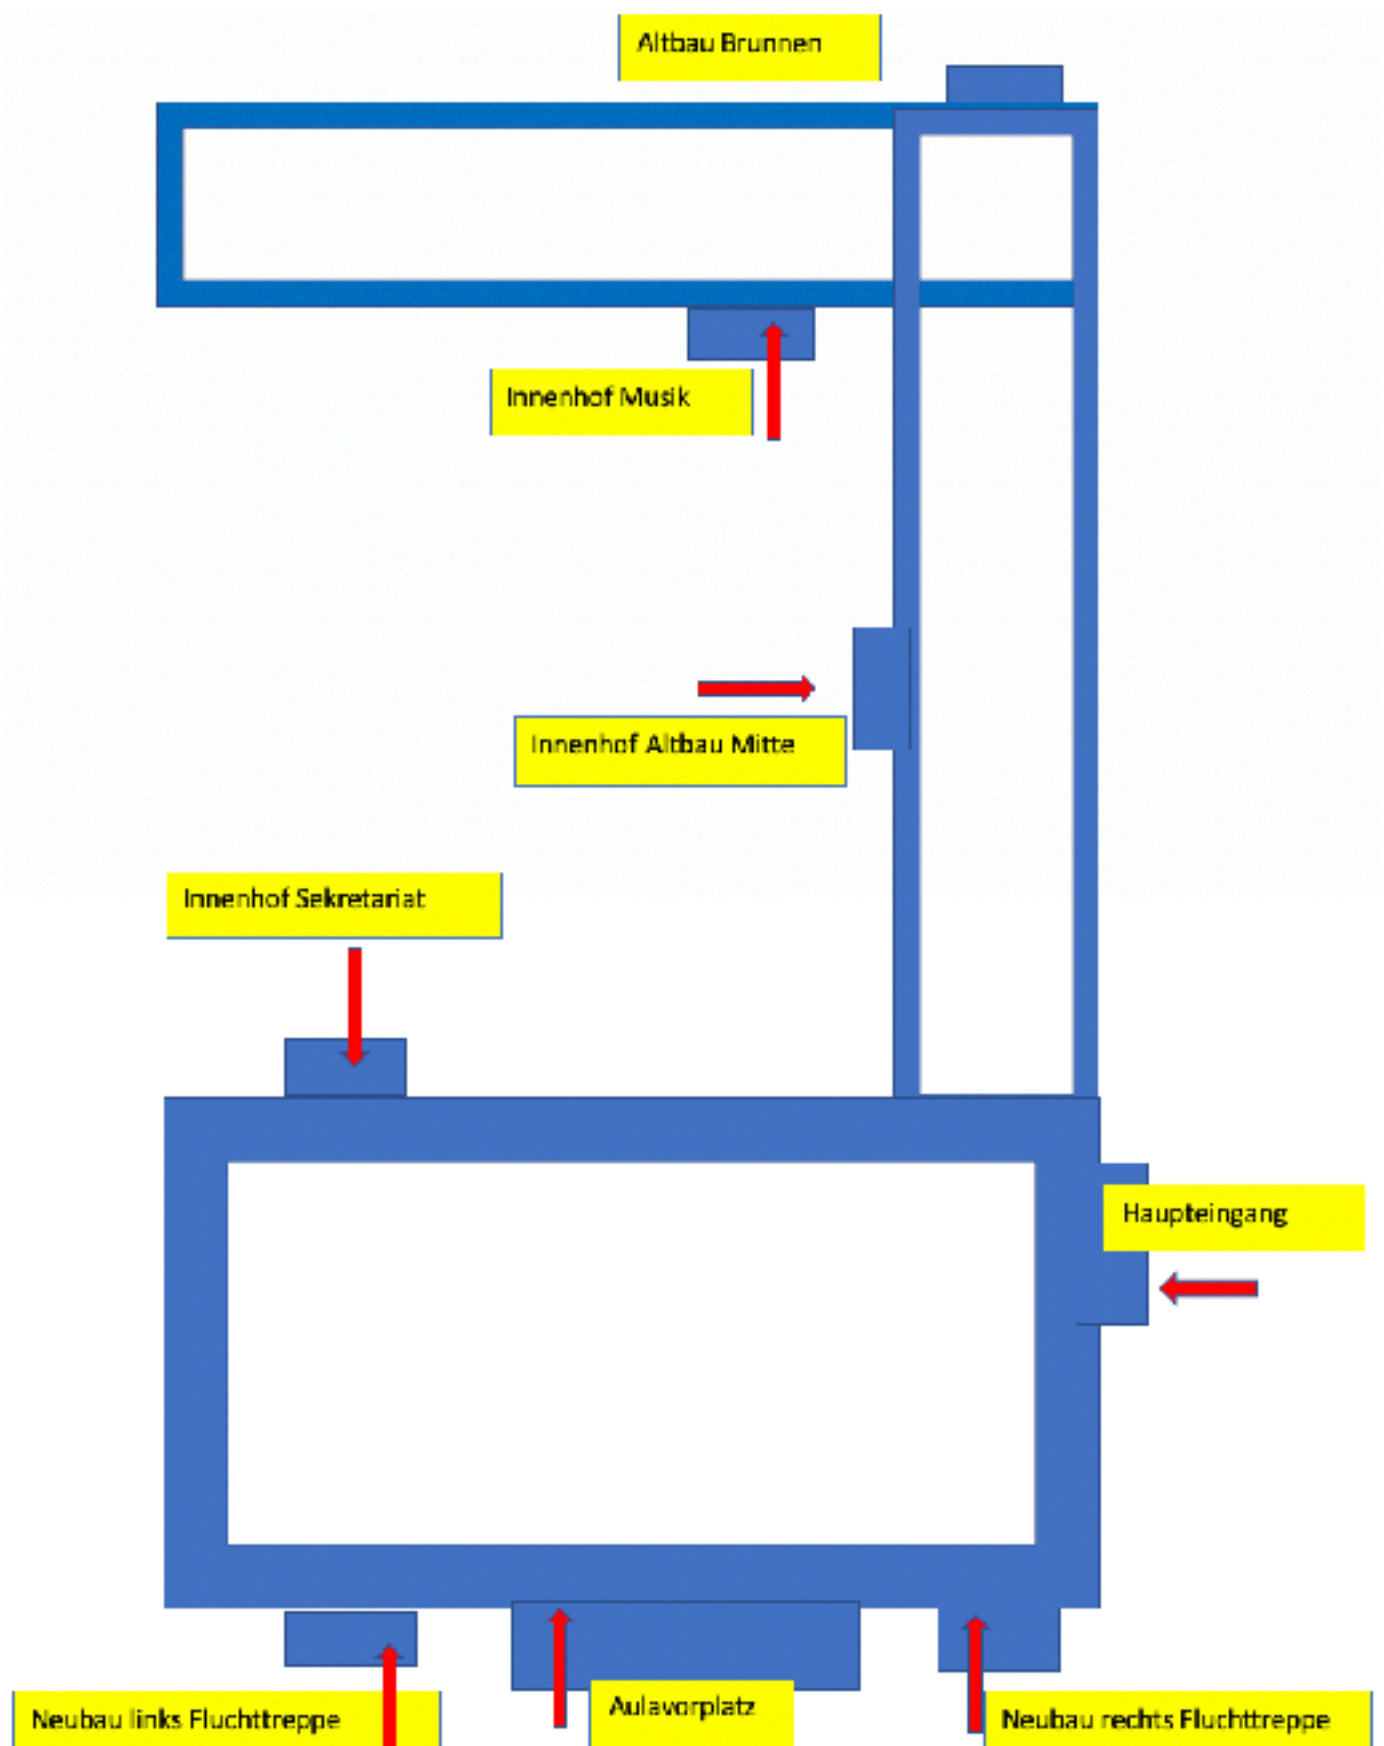 Altbau Brunnen
Innenhof Musik
Innenhof Altbau Mitte
Innenhof Sekretariat
Haupteingang
Neubau links Fluchttreppe
Aulavorplatz
Neubau rechts Fluchttreppe